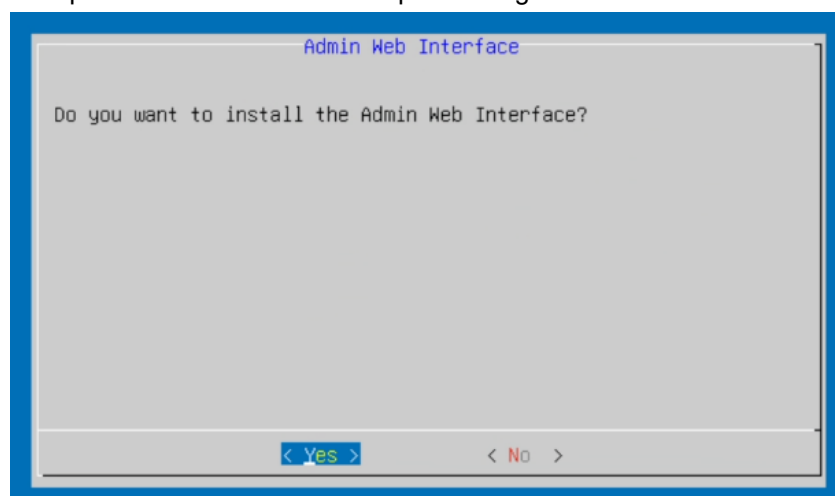 Admin Web Interface
Do you want to install the Admin Web Interface?
< Yes > < No >